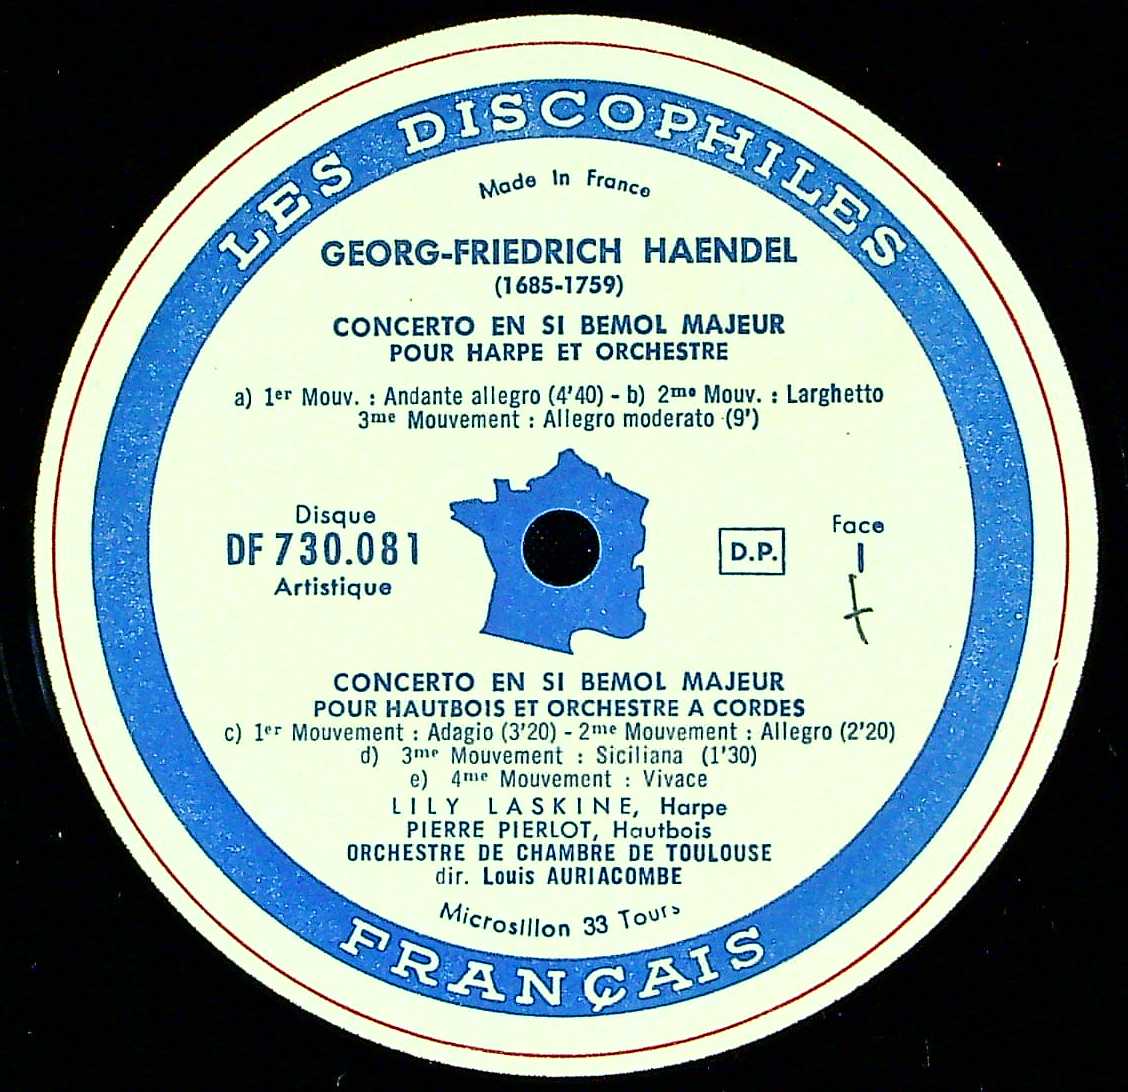 LES DISCOPHILES
Made In France
GEORG-FRIEDRICH HAENDEL
(1685-1759)
CONCERTO EN SI BEMOL MAJEUR
POUR HARPE ET ORCHESTRE
a) 1er Mouv. : Andante allegro (4'40) - b) 2me Mouv. : Larghetto
3me Mouvement : Allegro moderato (9')
Disque
DF 730.081
Artistique
D.P.
Face
I
CONCERTO EN SI BEMOL MAJEUR
POUR HAUTBOIS ET ORCHESTRE A CORDES
c) 1er Mouvement : Adagio (3'20) - 2me Mouvement : Allegro (2'20)
d) 3me Mouvement : Siciliana (1'30)
e) 4me Mouvement : Vivace
LILY LASKINE, Harpe
PIERRE PIERLOT, Hautbois
ORCHESTRE DE CHAMBRE DE TOULOUSE
dir. Louis AURIACOMBE
Microsillon 33 Tours
FRANÇAIS